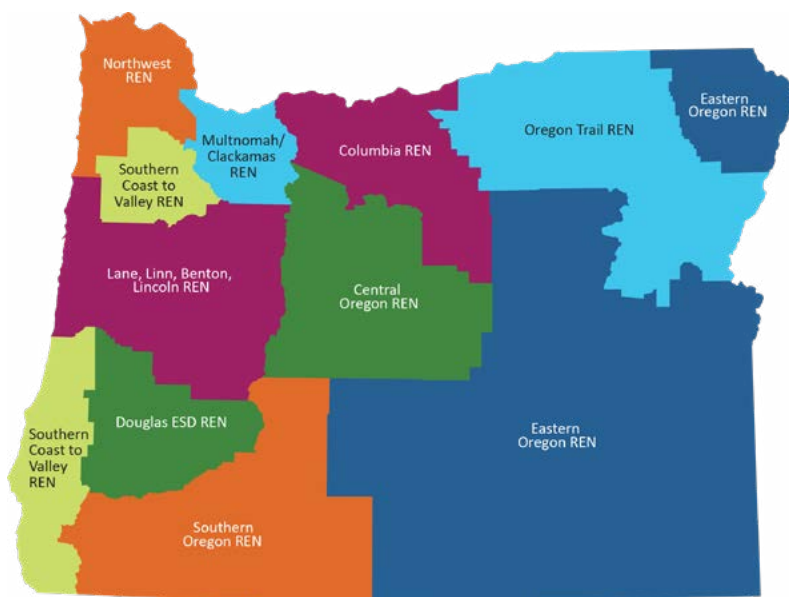 Northwest
REN
Multnomah/
Clackamas
REN
Southern
Coast to
Valley REN
Columbia REN
Oregon Trail REN
Eastern
Oregon REN
Lane, Linn, Benton,
Lincoln REN
Central
Oregon REN
Southern
Coast to
Valley
REN
Douglas ESD REN
Eastern
Oregon REN
Southern
Oregon REN